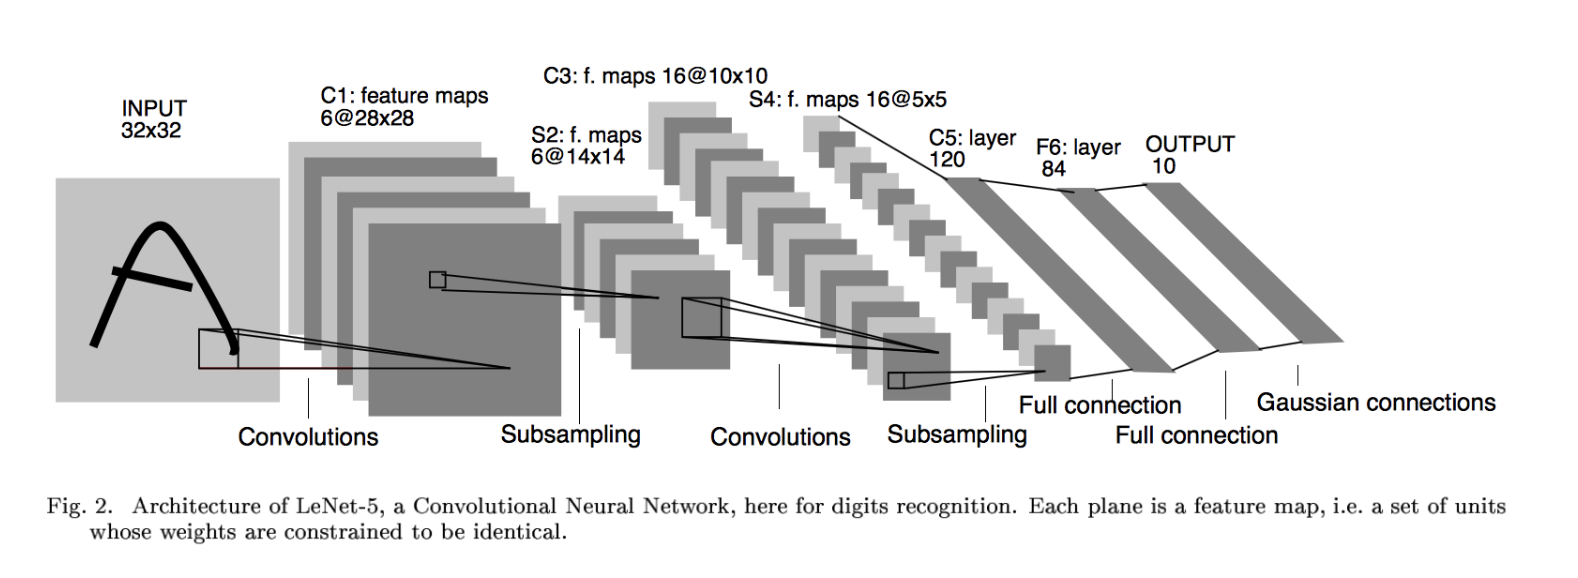 INPUT
32x32
C1: feature maps
6@28x28
S2: f. maps
6@14x14
C3: f. maps 16@10x10
S4: f. maps 16@5x5
C5: layer
120
F6: layer
84
OUTPUT
10
Convolutions
Subsampling
Convolutions
Subsampling
Full connection
Full connection
Gaussian connections
Fig. 2. Architecture of LeNet-5, a Convolutional Neural Network, here for digits recognition. Each plane is a feature map, i.e. a set of units
whose weights are constrained to be identical.